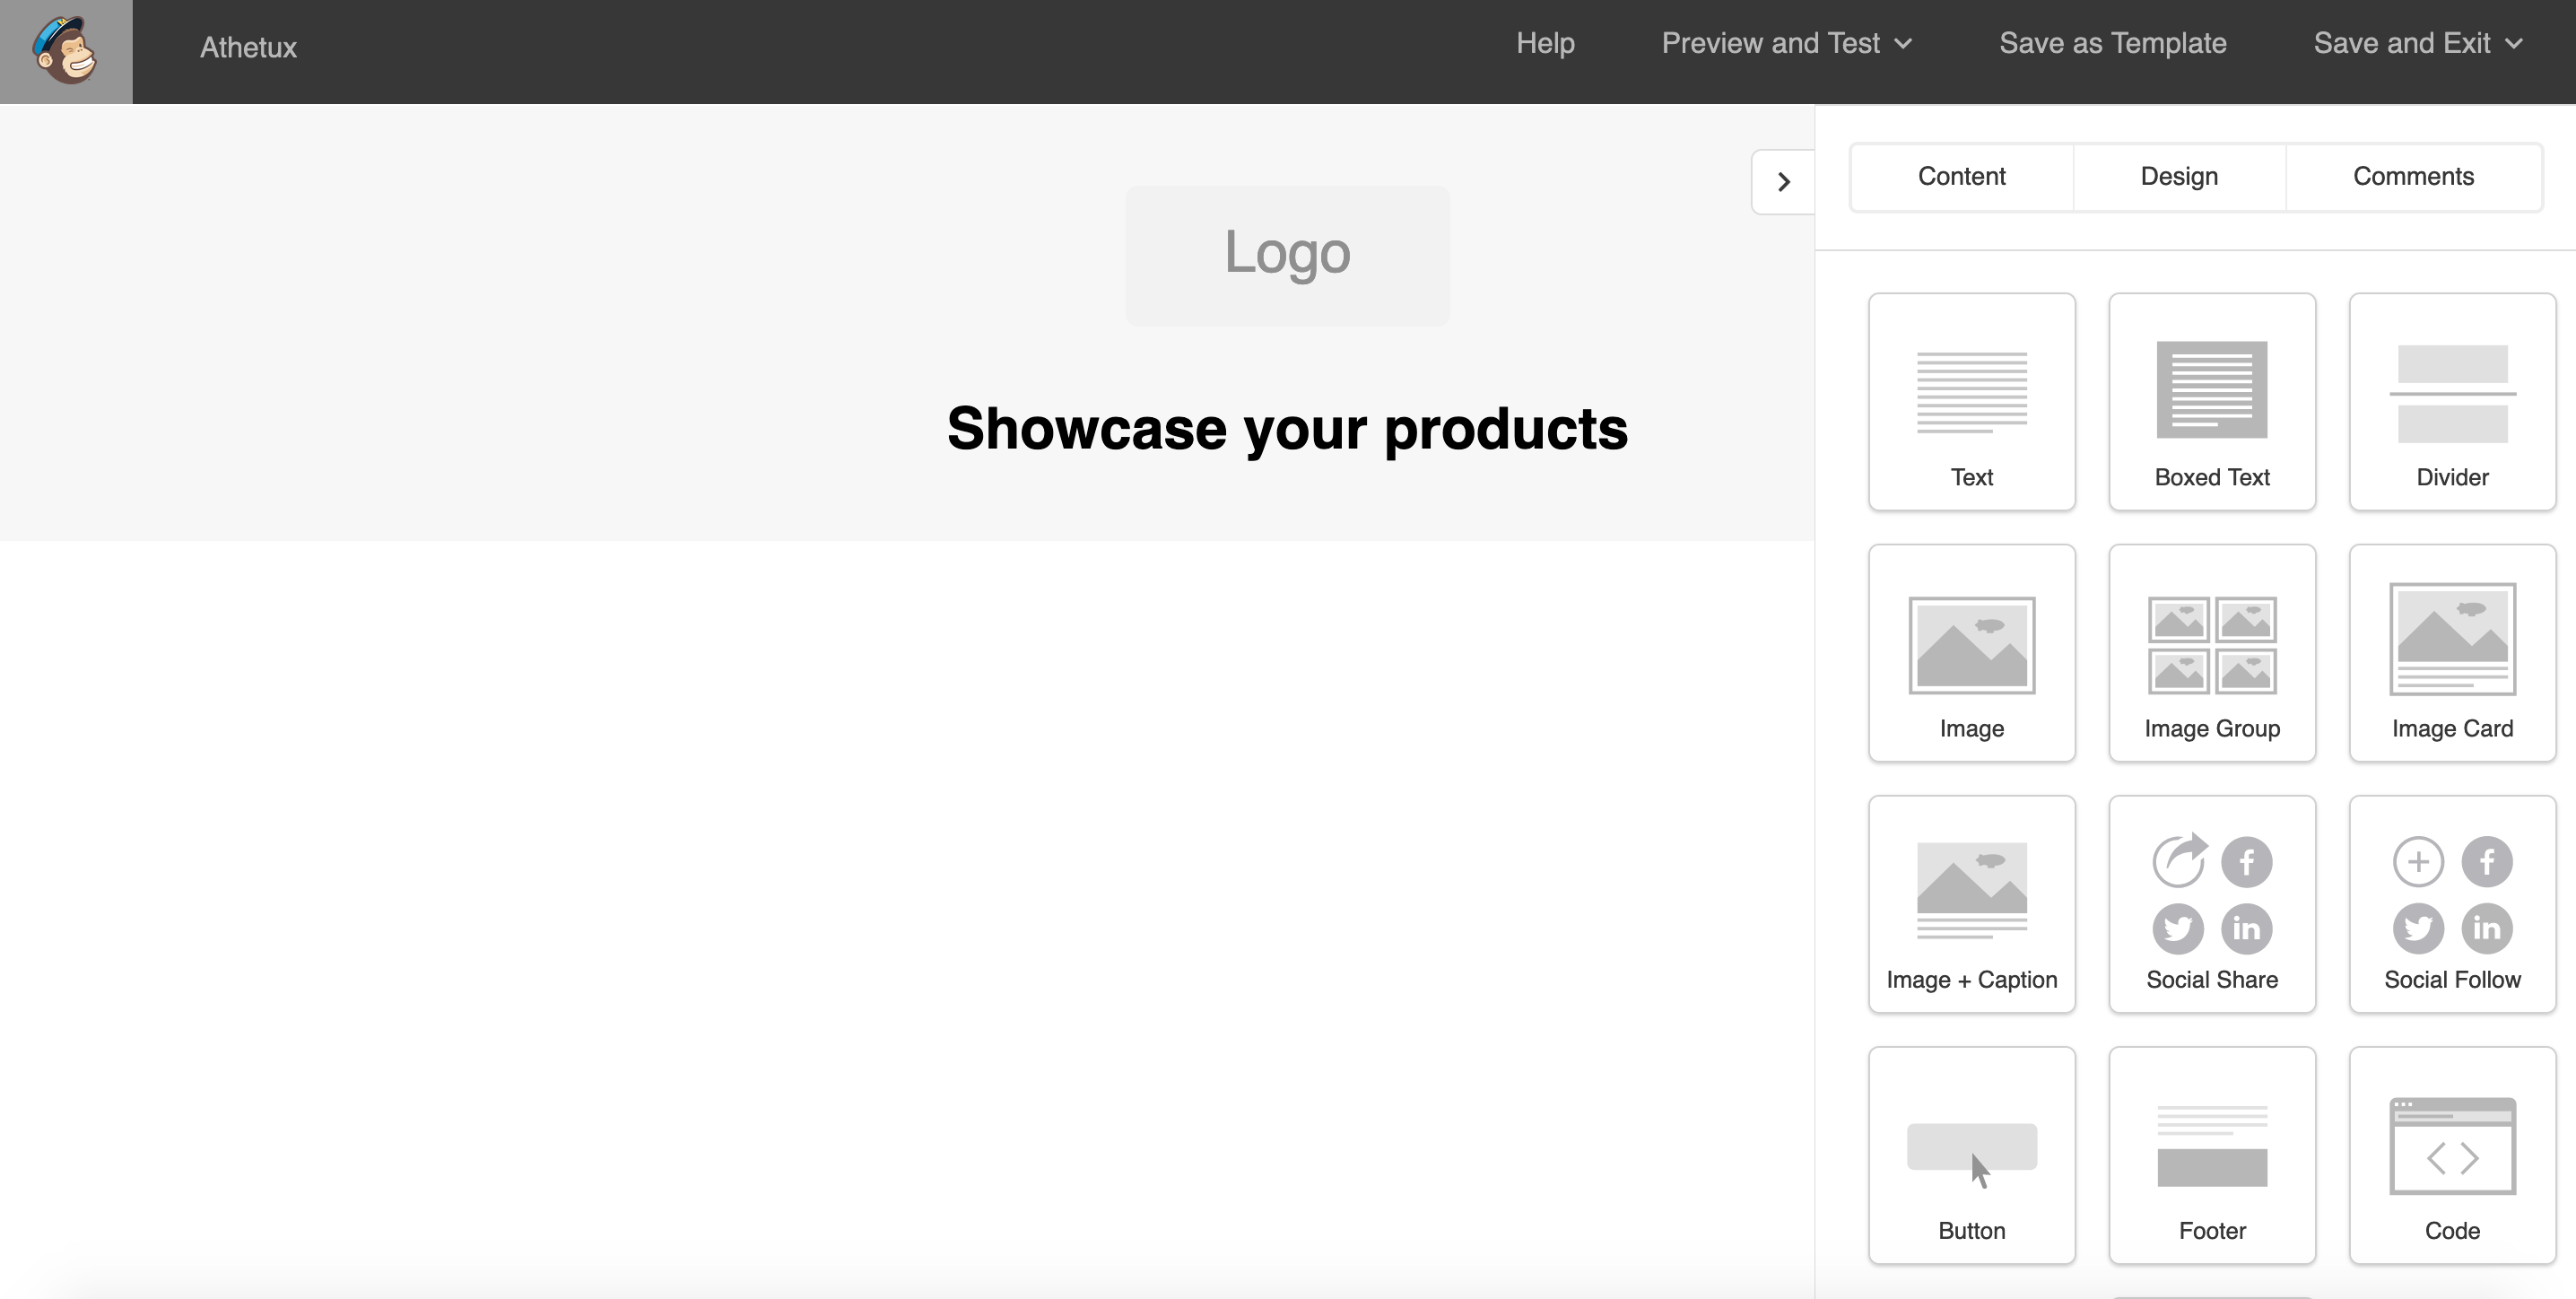 Athetux
Help
Preview and Test
Save as Template
Save and Exit
Content
Design
Comments
Logo
Showcase your products
Text
Boxed Text
Divider
Image
Image Group
Image Card
Image + Caption
Social Share
Social Follow
Button
Footer
Code